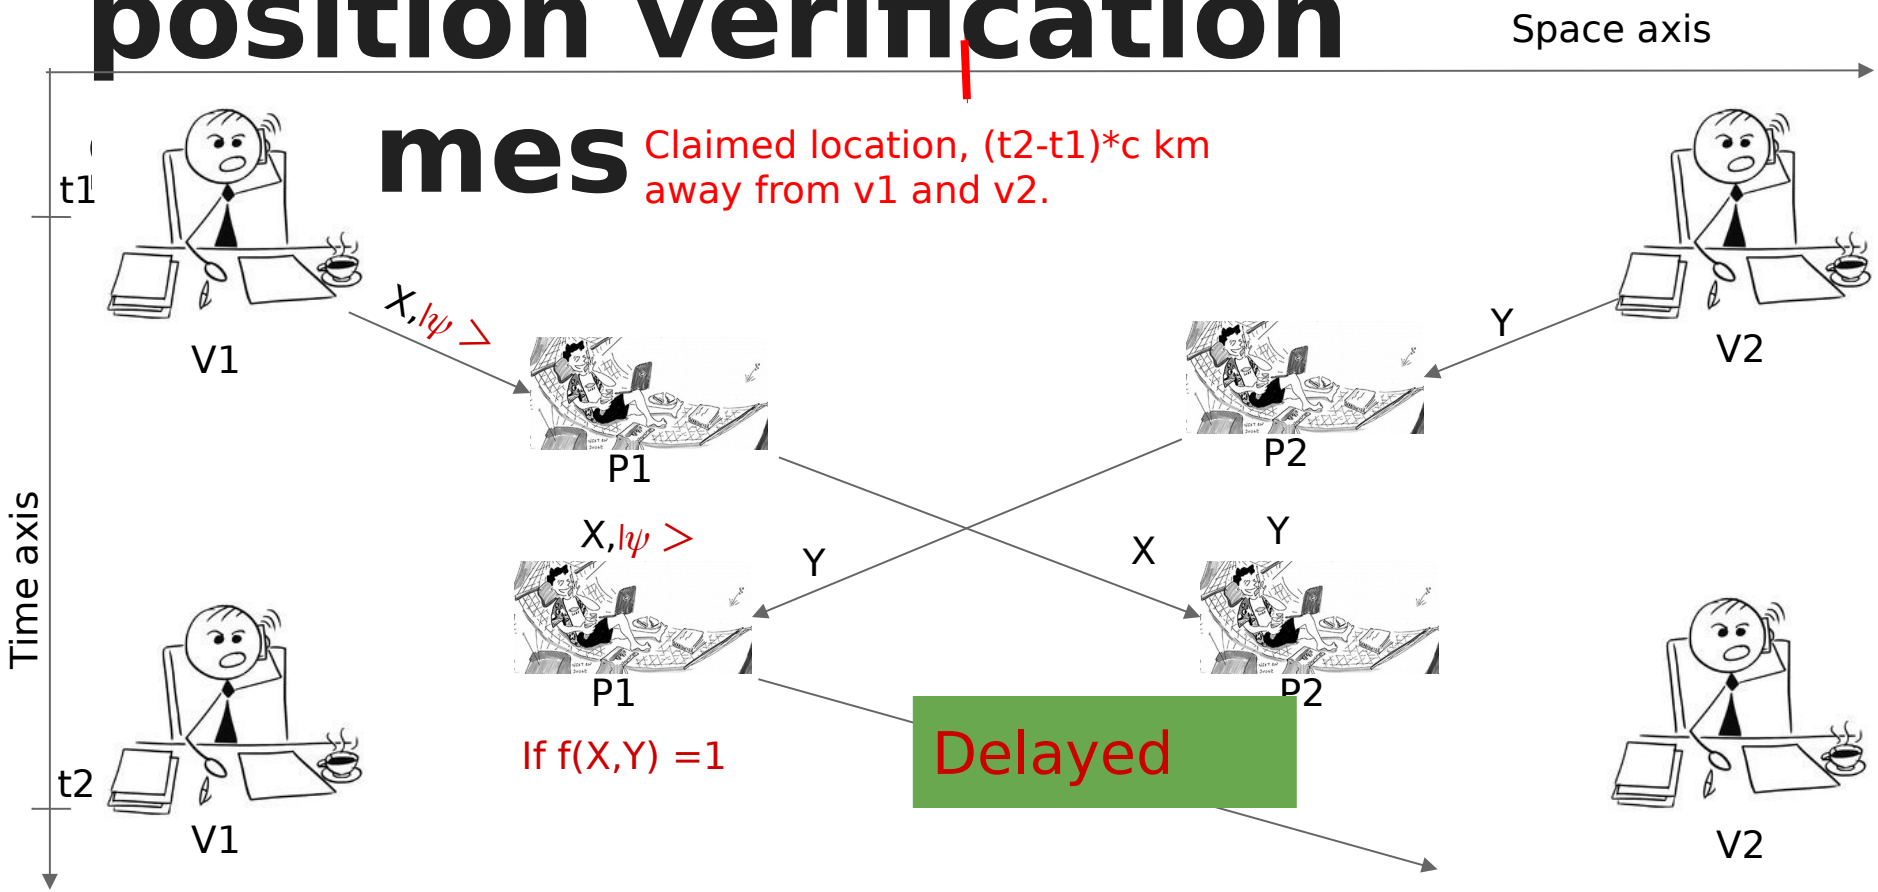 position verification
Space axis
mes
Claimed location, (t2-t1)*c km
away from v1 and v2.
t1
X,|ψ >
Y
V1
V2
P1
P2
X,|ψ >
Y
Y
X
Time axis
P1
P2
If f(X,Y) =1
Delayed
t2
V1
V2